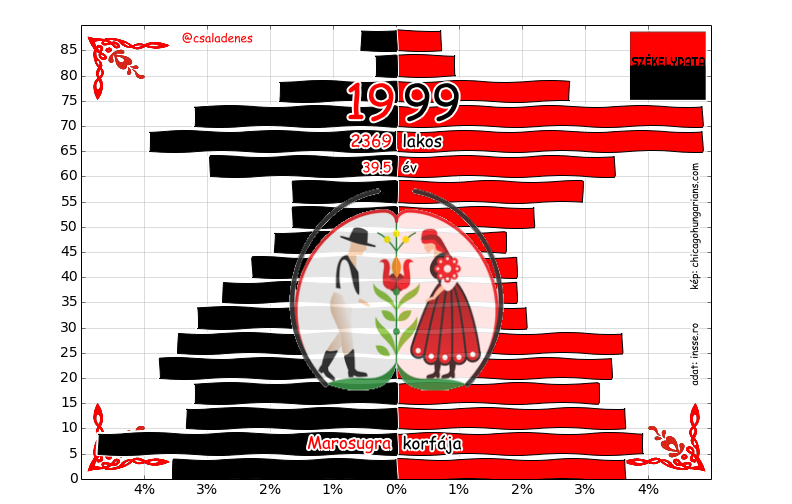 @csaladenes
SZÉKELYDATA
1999
2369 lakos
39.5 év
kép: chicagohungarians.com
adat: insse.ro
Marosugra korfája
85
80
75
70
65
60
55
50
45
40
35
30
25
20
15
10
5
0
4% 3% 2% 1% 0% 1% 2% 3% 4%